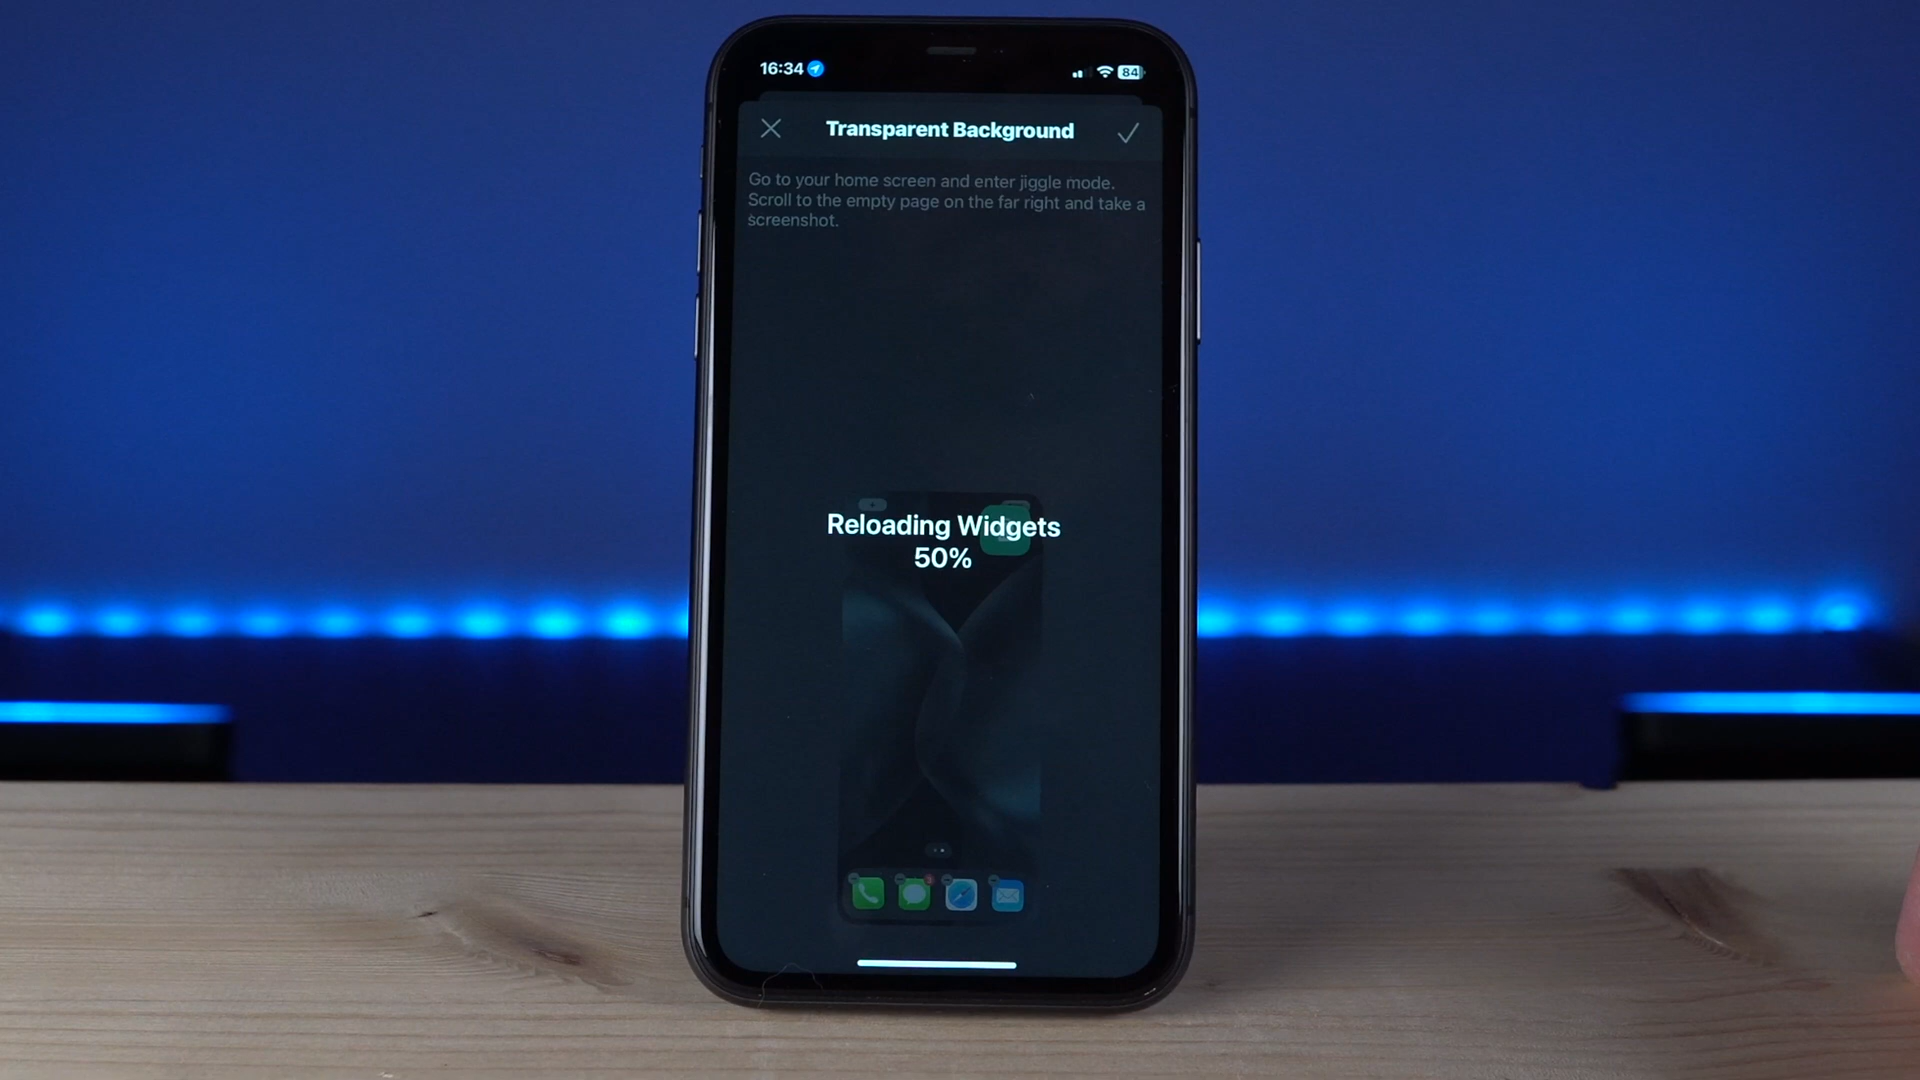 16:34
84
Transparent Background
Go to your home screen and enter jiggle mode.
Scroll to the empty page on the far right and take a
screenshot.
Reloading Widgets
50%